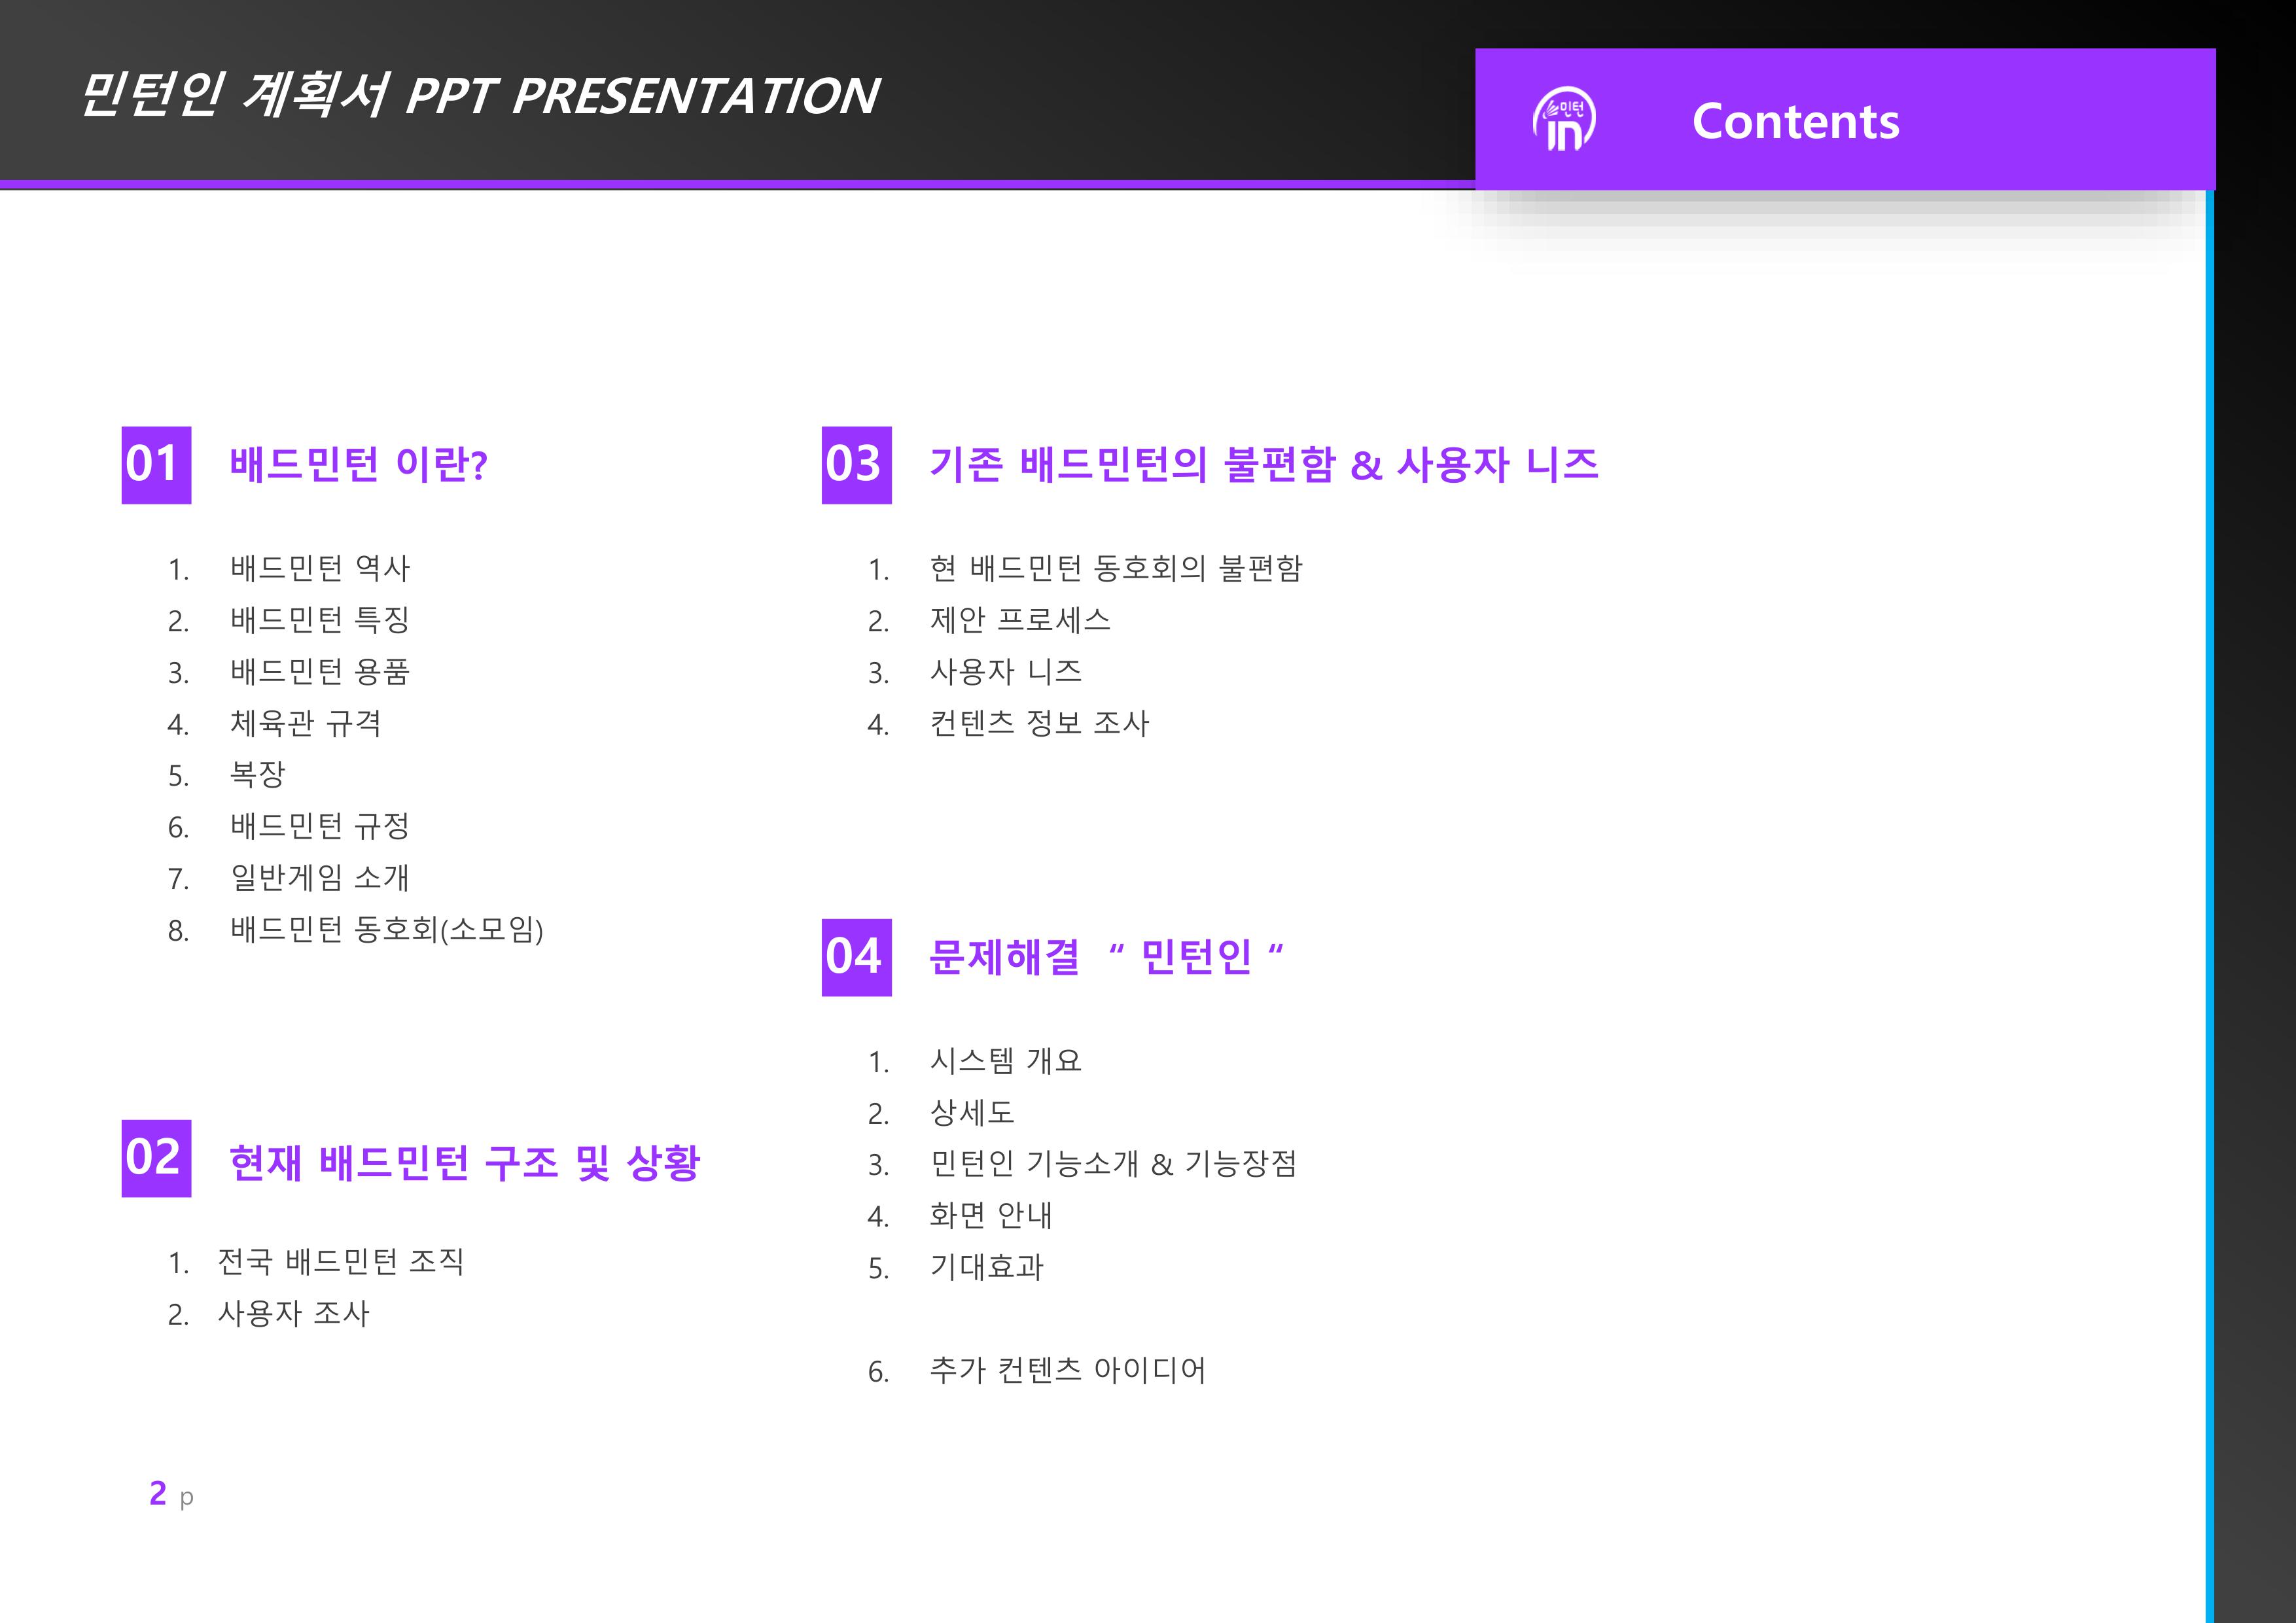 민턴인 계획서 PPT PRESENTATION
민턴
in
Contents
01 배드민턴 이란?
1. 배드민턴 역사
2. 배드민턴 특징
3. 배드민턴 용품
4. 체육관 규격
5. 복장
6. 배드민턴 규정
7. 일반게임 소개
8. 배드민턴 동호회(소모임)
02 현재 배드민턴 구조 및 상황
1. 전국 배드민턴 조직
2. 사용자 조사
03 기존 배드민턴의 불편함 & 사용자 니즈
1. 현 배드민턴 동호회의 불편함
2. 제안 프로세스
3. 사용자 니즈
4. 컨텐츠 정보 조사
04 문제해결 “ 민턴인 “
1. 시스템 개요
2. 상세도
3. 민턴인 기능소개 & 기능장점
4. 화면 안내
5. 기대효과
6. 추가 컨텐츠 아이디어
2 p